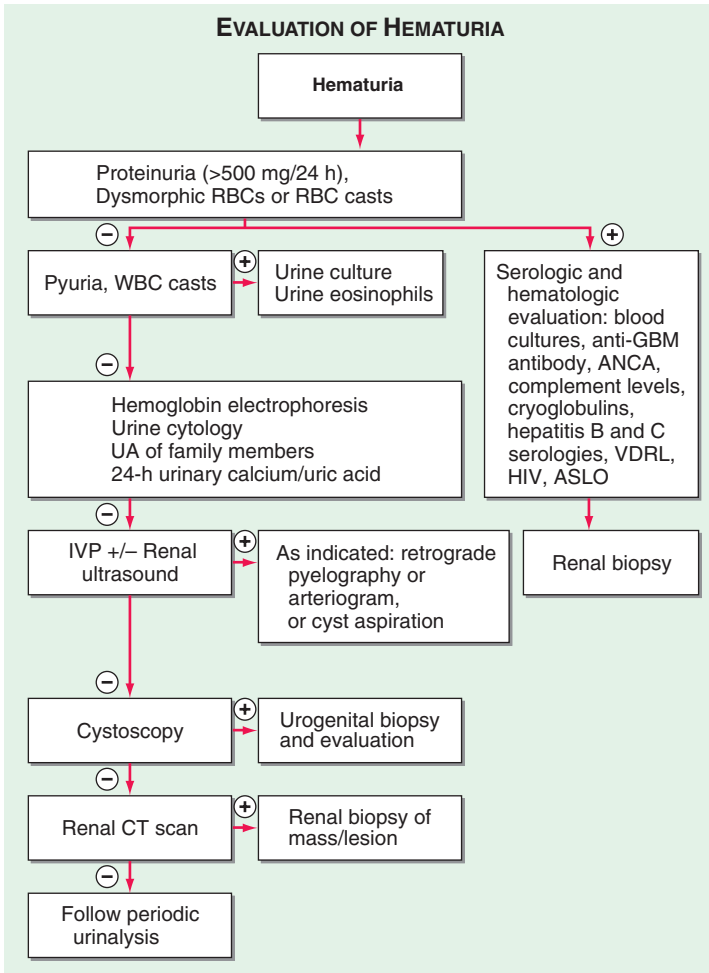 EVALUATION OF HEMATURIA
Hematuria
Proteinuria (>500 mg/24 h),
Dysmorphic RBCs or RBC casts
−
+
Pyuria, WBC casts
+
Urine culture
Urine eosinophils
Serologic and
hematologic
evaluation: blood
cultures, anti-GBM
antibody, ANCA,
complement levels,
cryoglobulins,
hepatitis B and C
serologies, VDRL,
HIV, ASLO
−
Hemoglobin electrophoresis
Urine cytology
UA of family members
24-h urinary calcium/uric acid
−
IVP +/– Renal
ultrasound
+
As indicated: retrograde
pyelography or
arteriogram,
or cyst aspiration
Renal biopsy
−
Cystoscopy
+
Urogenital biopsy
and evaluation
−
Renal CT scan
+
Renal biopsy of
mass/lesion
−
Follow periodic
urinalysis